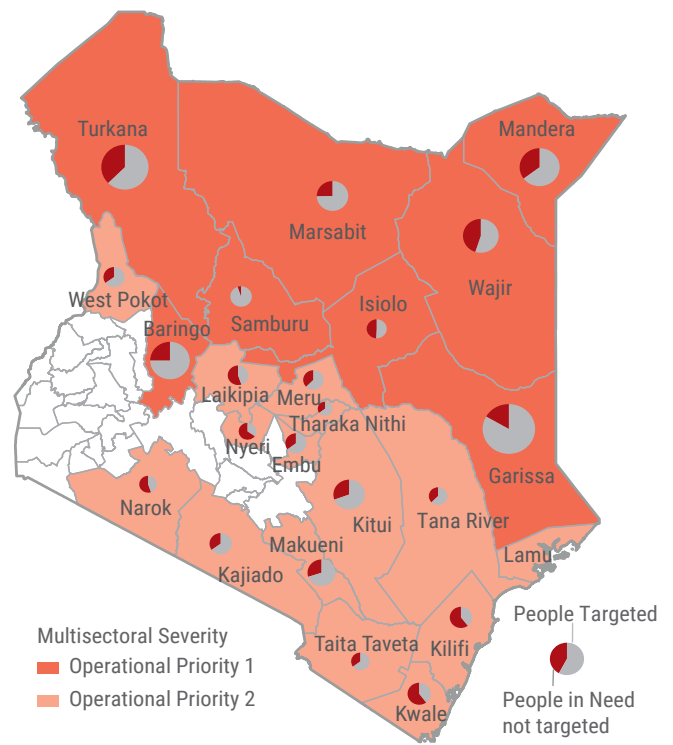 Turkana
Mandera
Marsabit
Wajir
West Pokot
Isiolo
Baringo
Samburu
Laikipia
Meru
Tharaka Nithi
Nyeri
Embu
Garissa
Narok
Kitui
Tana River
Makueni
Kajiado
Lamu
Taita Taveta
Kilifi
Kwale
Multisectoral Severity
Operational Priority 1
Operational Priority 2
People Targeted
People in Need
not targeted